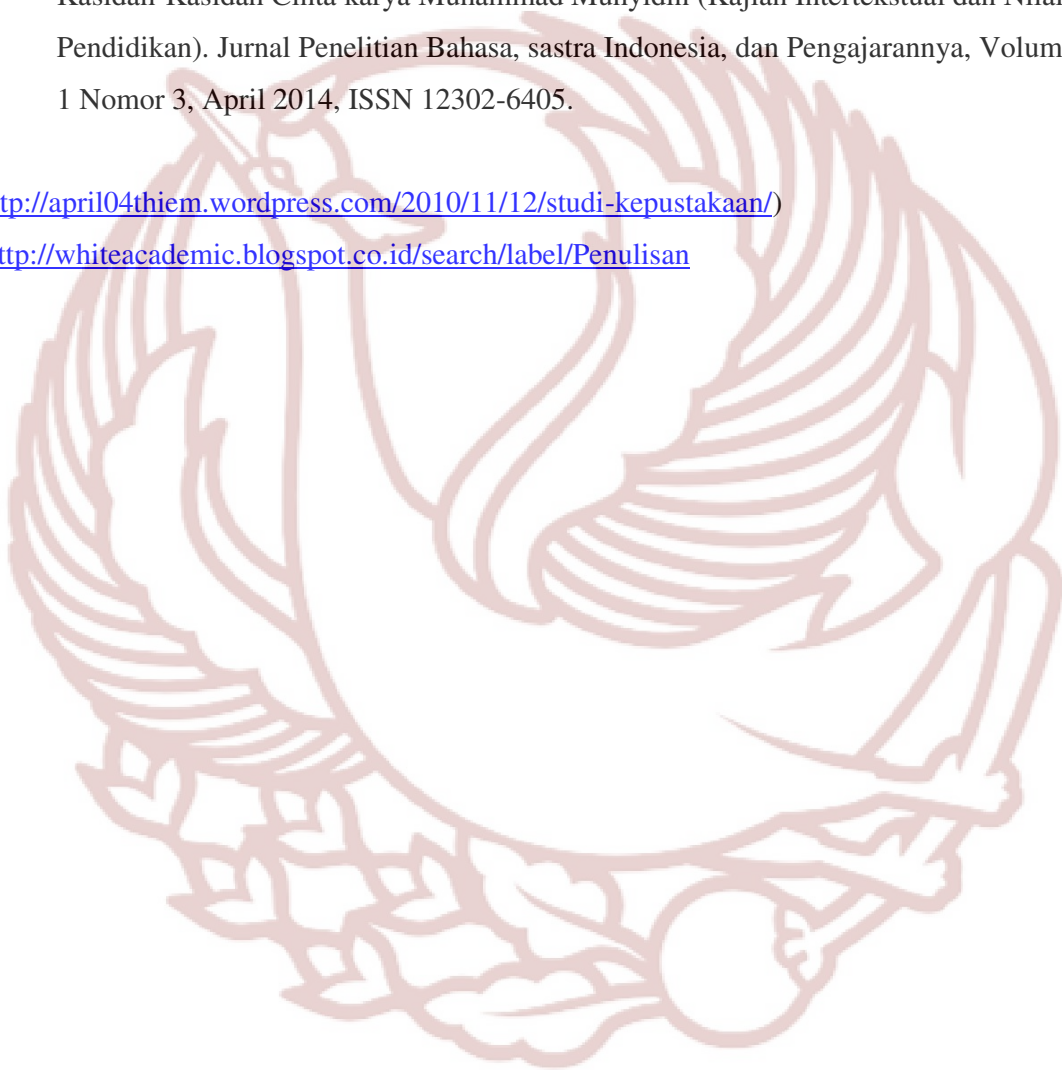 Pendidikan). Jurnal Penelitian Bahasa, sastra Indonesia, dan Pengajarannya, Volum
1 Nomor 3, April 2014, ISSN 12302-6405.
tp://april04thiem.wordpress.com/2010/11/12/studi-kepustakaan/)
ttp://whiteacademic.blogspot.co.id/search/label/Penulisan